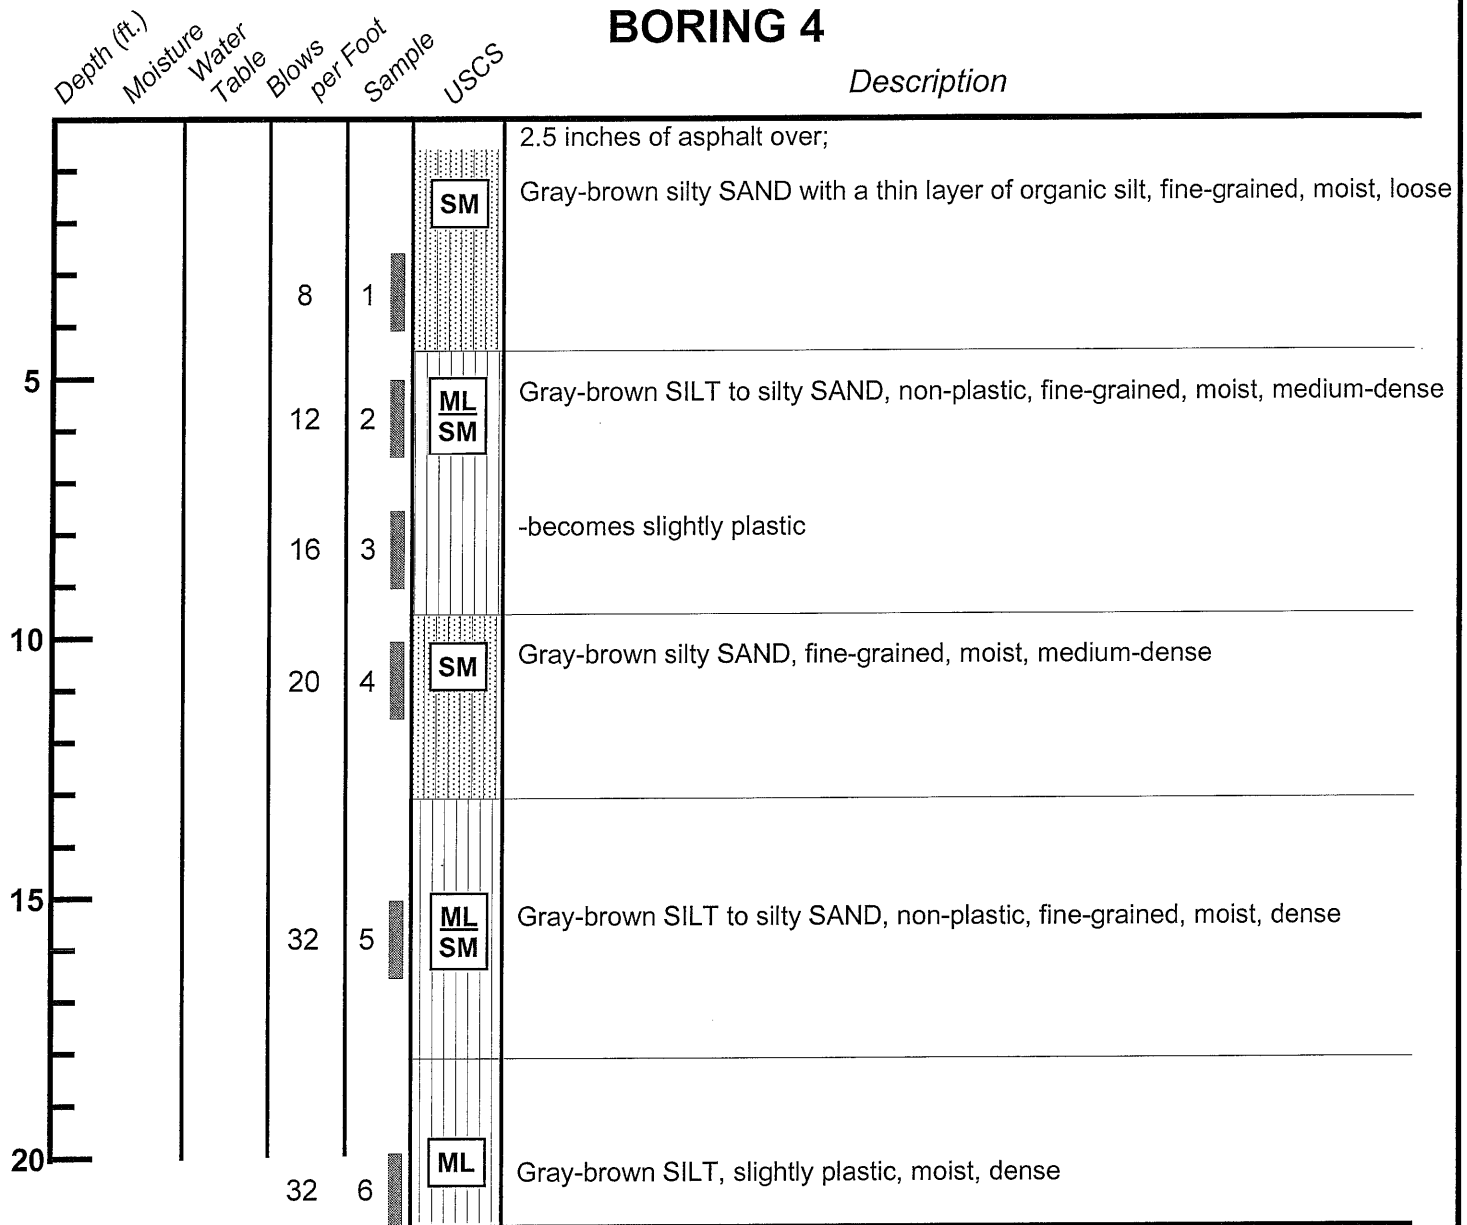 BORING 4
Depth (ft.)
Moisture
Water
Table
Blows
per Foot
Sample
USCS
Description
2.5 inches of asphalt over;
SM
Gray-brown silty SAND with a thin layer of organic silt, fine-grained, moist, loose
8 1
5
ML
SM
Gray-brown SILT to silty SAND, non-plastic, fine-grained, moist, medium-dense
12 2
-becomes slightly plastic
16 3
10
SM
Gray-brown silty SAND, fine-grained, moist, medium-dense
20 4
15
ML
SM
Gray-brown SILT to silty SAND, non-plastic, fine-grained, moist, dense
32 5
20
ML
Gray-brown SILT, slightly plastic, moist, dense
32 6